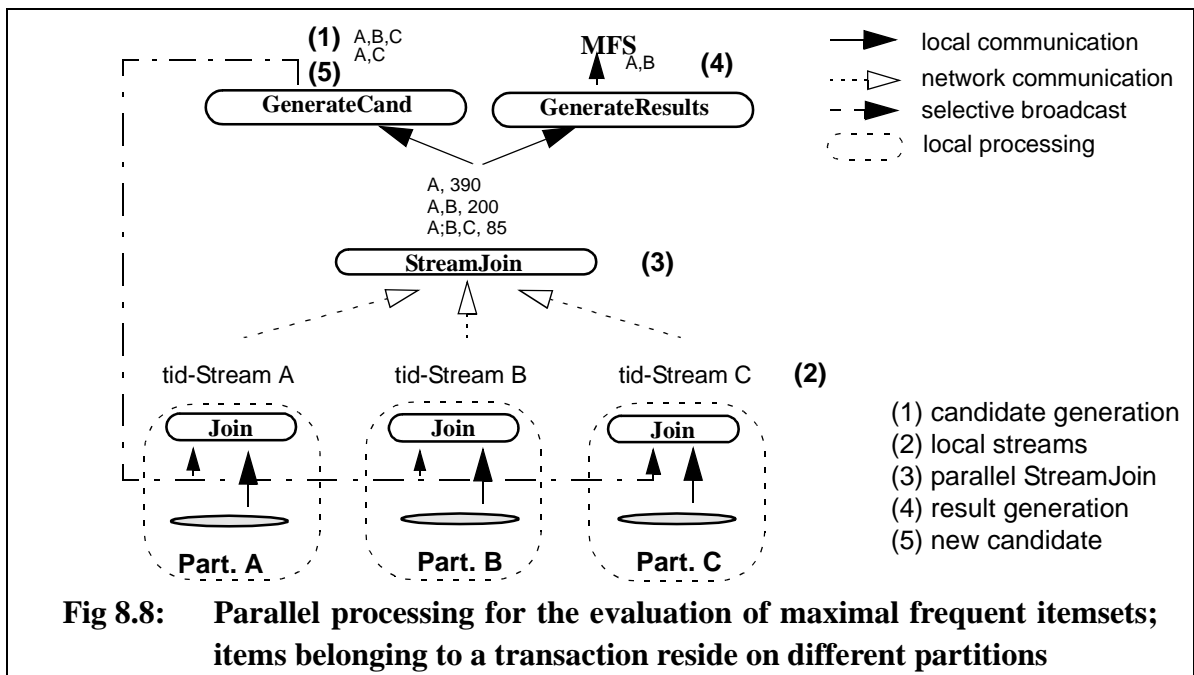 (1) A,B,C
A,C
(5)
GenerateCand
MFS
A,B
(4)
GenerateResults
local communication
network communication
selective broadcast
local processing
A, 390
A,B, 200
A;B,C, 85
StreamJoin
(3)
tid-Stream A
tid-Stream B
tid-Stream C
(2)
Join
Join
Join
Part. A
Part. B
Part. C
(1) candidate generation
(2) local streams
(3) parallel StreamJoin
(4) result generation
(5) new candidate
Fig 8.8: Parallel processing for the evaluation of maximal frequent itemsets;
items belonging to a transaction reside on different partitions